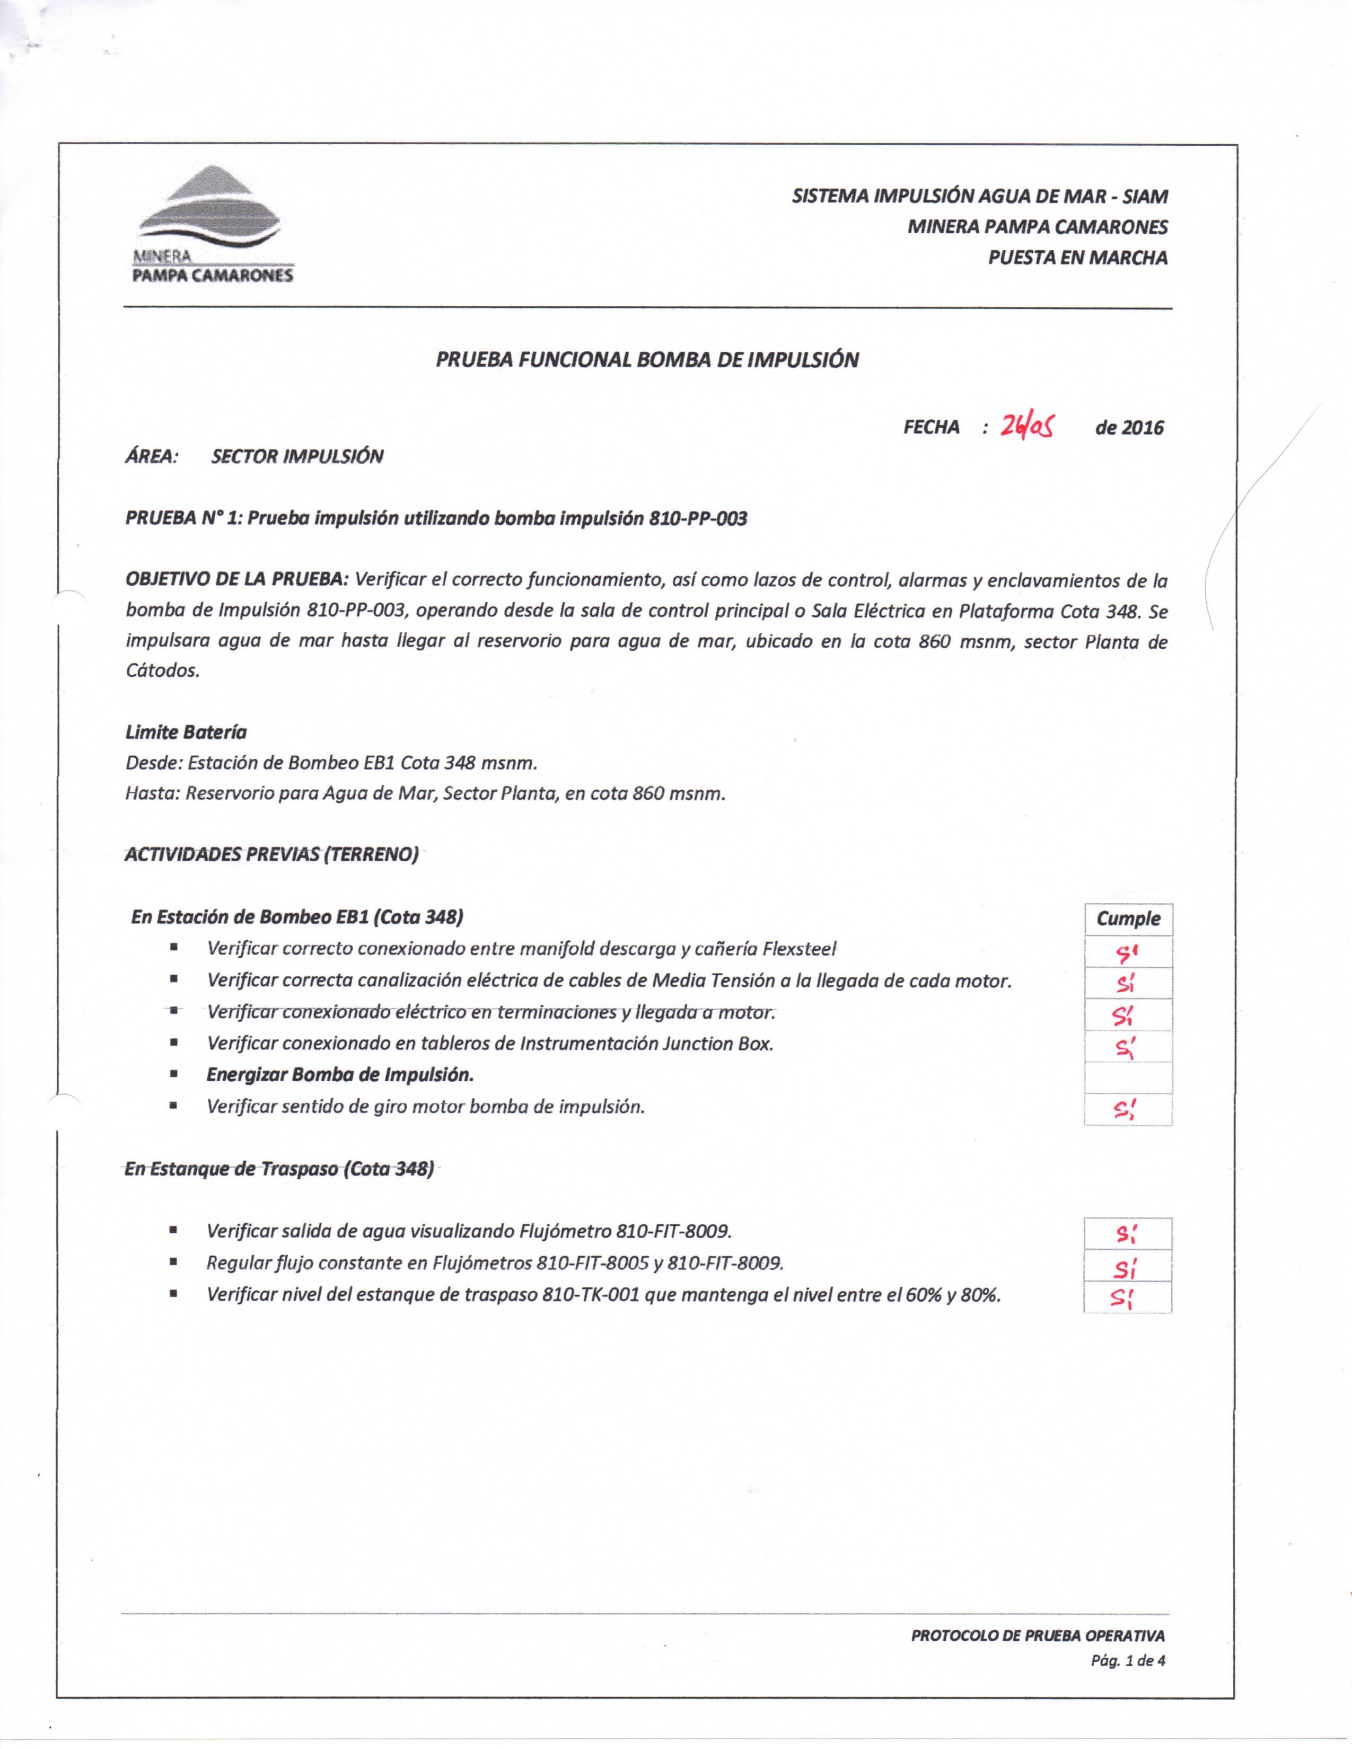 MINERA
PAMPA CAMARONES
SISTEMA IMPULSIÓN AGUA DE MAR - SIAM
MINERA PAMPA CAMARONES
PUESTA EN MARCHA
PRUEBA FUNCIONAL BOMBA DE IMPULSIÓN
FECHA : 26/05 de 2016
ÁREA: SECTOR IMPULSIÓN
PRUEBA N° 1: Prueba impulsión utilizando bomba impulsión 810-PP-003
OBJETIVO DE LA PRUEBA: Verificar el correcto funcionamiento, así como lazos de control, alarmas y enclavamientos de la
bomba de Impulsión 810-PP-003, operando desde la sala de control principal o Sala Eléctrica en Plataforma Cota 348. Se
impulsara agua de mar hasta llegar al reservorio para agua de mar, ubicado en la cota 860 msnm, sector Planta de
Cátodos.
Limite Batería
Desde: Estación de Bombeo EB1 Cota 348 msnm.
Hasta: Reservorio para Agua de Mar, Sector Planta, en cota 860 msnm.
ACTIVIDADES PREVIAS (TERRENO)
En Estación de Bombeo EB1 (Cota 348) Cumple
▪ Verificar correcto conexionado entre manifold descarga y cañería Flexsteel Sí
▪ Verificar correcta canalización eléctrica de cables de Media Tensión a la llegada de cada motor. Sí
▪ Verificar conexionado eléctrico en terminaciones y llegada a motor. Sí
▪ Verificar conexionado en tableros de Instrumentación Junction Box. Sí
▪ Energizar Bomba de Impulsión.
▪ Verificar sentido de giro motor bomba de impulsión. Sí
En Estanque de Traspaso (Cota 348)
▪ Verificar salida de agua visualizando Flujómetro 810-FIT-8009. Sí
▪ Regular flujo constante en Flujómetros 810-FIT-8005 y 810-FIT-8009. Sí
▪ Verificar nivel del estanque de traspaso 810-TK-001 que mantenga el nivel entre el 60% y 80%. Sí
PROTOCOLO DE PRUEBA OPERATIVA
Pág. 1 de 4